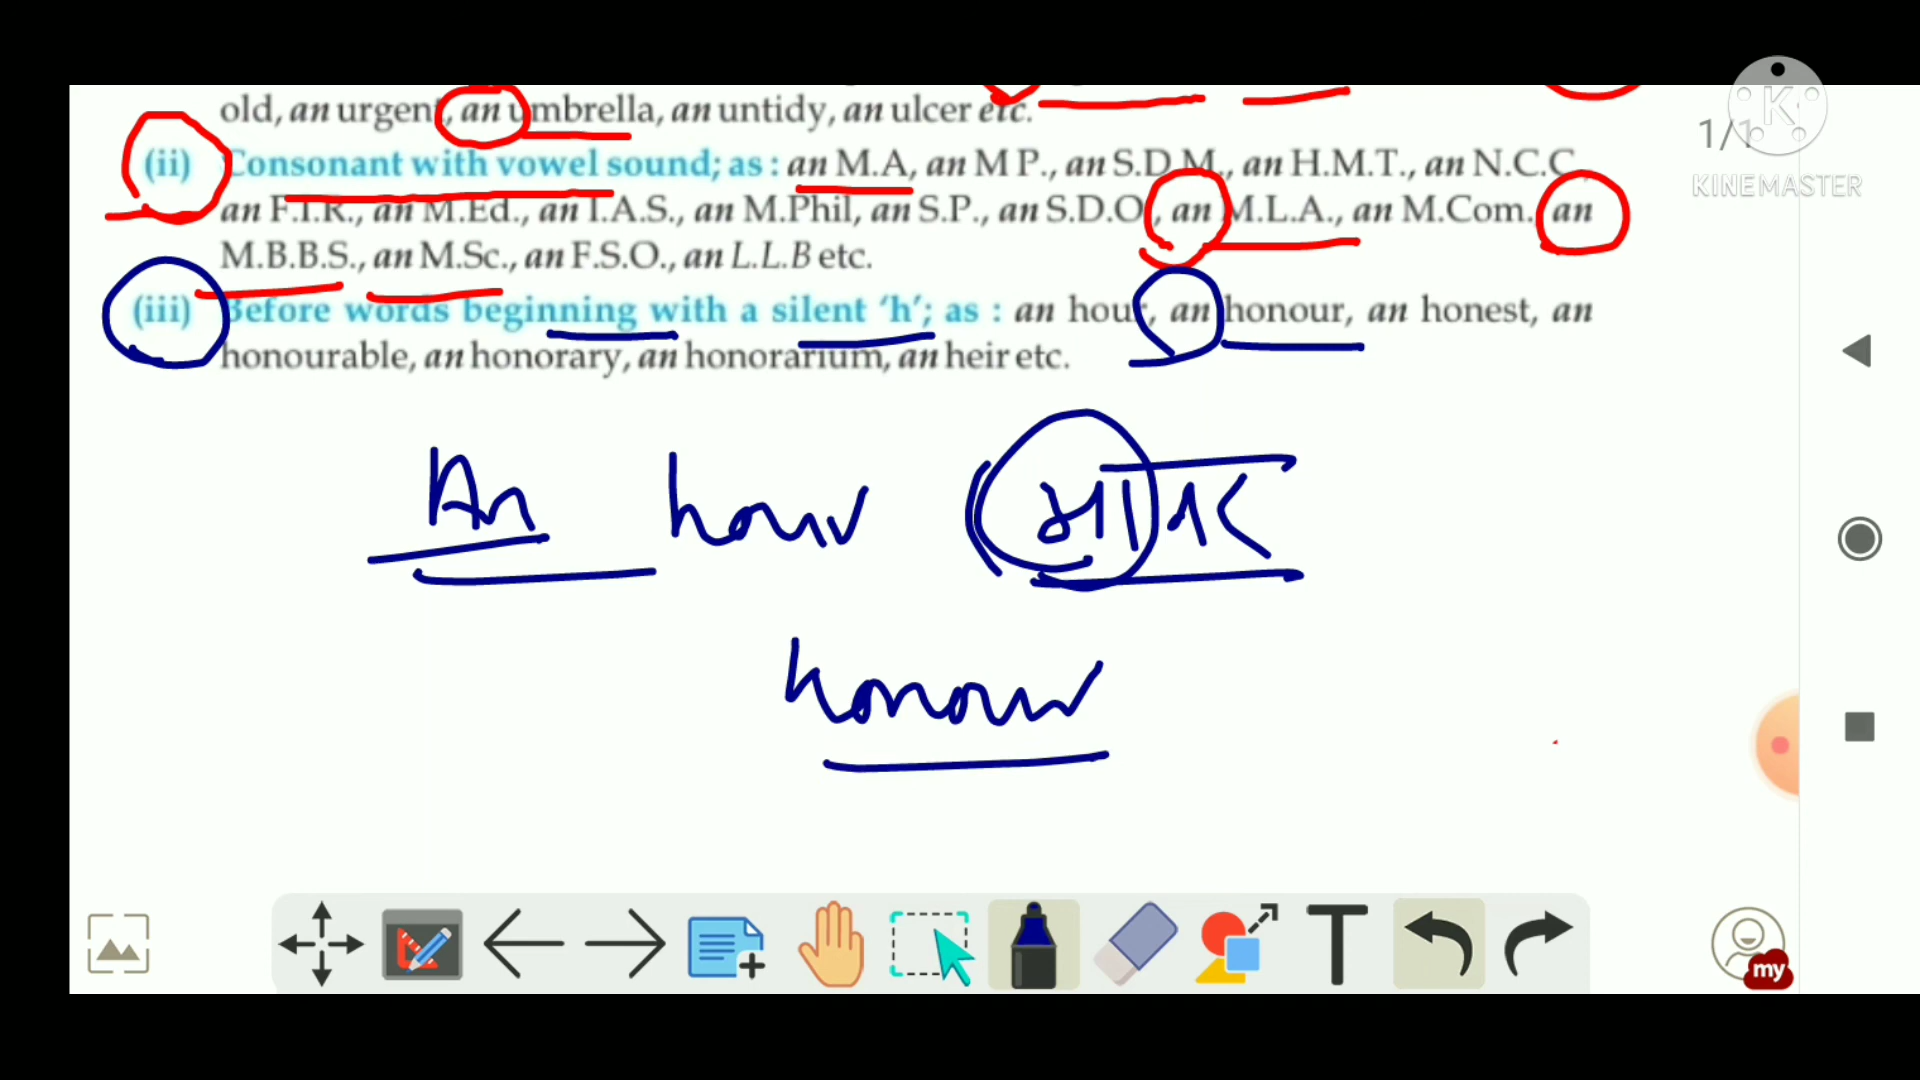 old, an urgent, an umbrella, an untidy, an ulcer etc.
(ii) Consonant with vowel sound; as : an M.A, an M P., an S.D.M., an H.M.T., an N.C.C.,
an F.I.R., an M.Ed., an I.A.S., an M.Phil, an S.P., an S.D.O., an M.L.A., an M.Com. an
M.B.B.S., an M.Sc., an F.S.O., an L.L.B etc.
(iii) Before words beginning with a silent ‘h’; as : an hour, an honour, an honest, an
honourable, an honorary, an honorarium, an heir etc.
An hour
honour
1/1
KINEMASTER
T
my